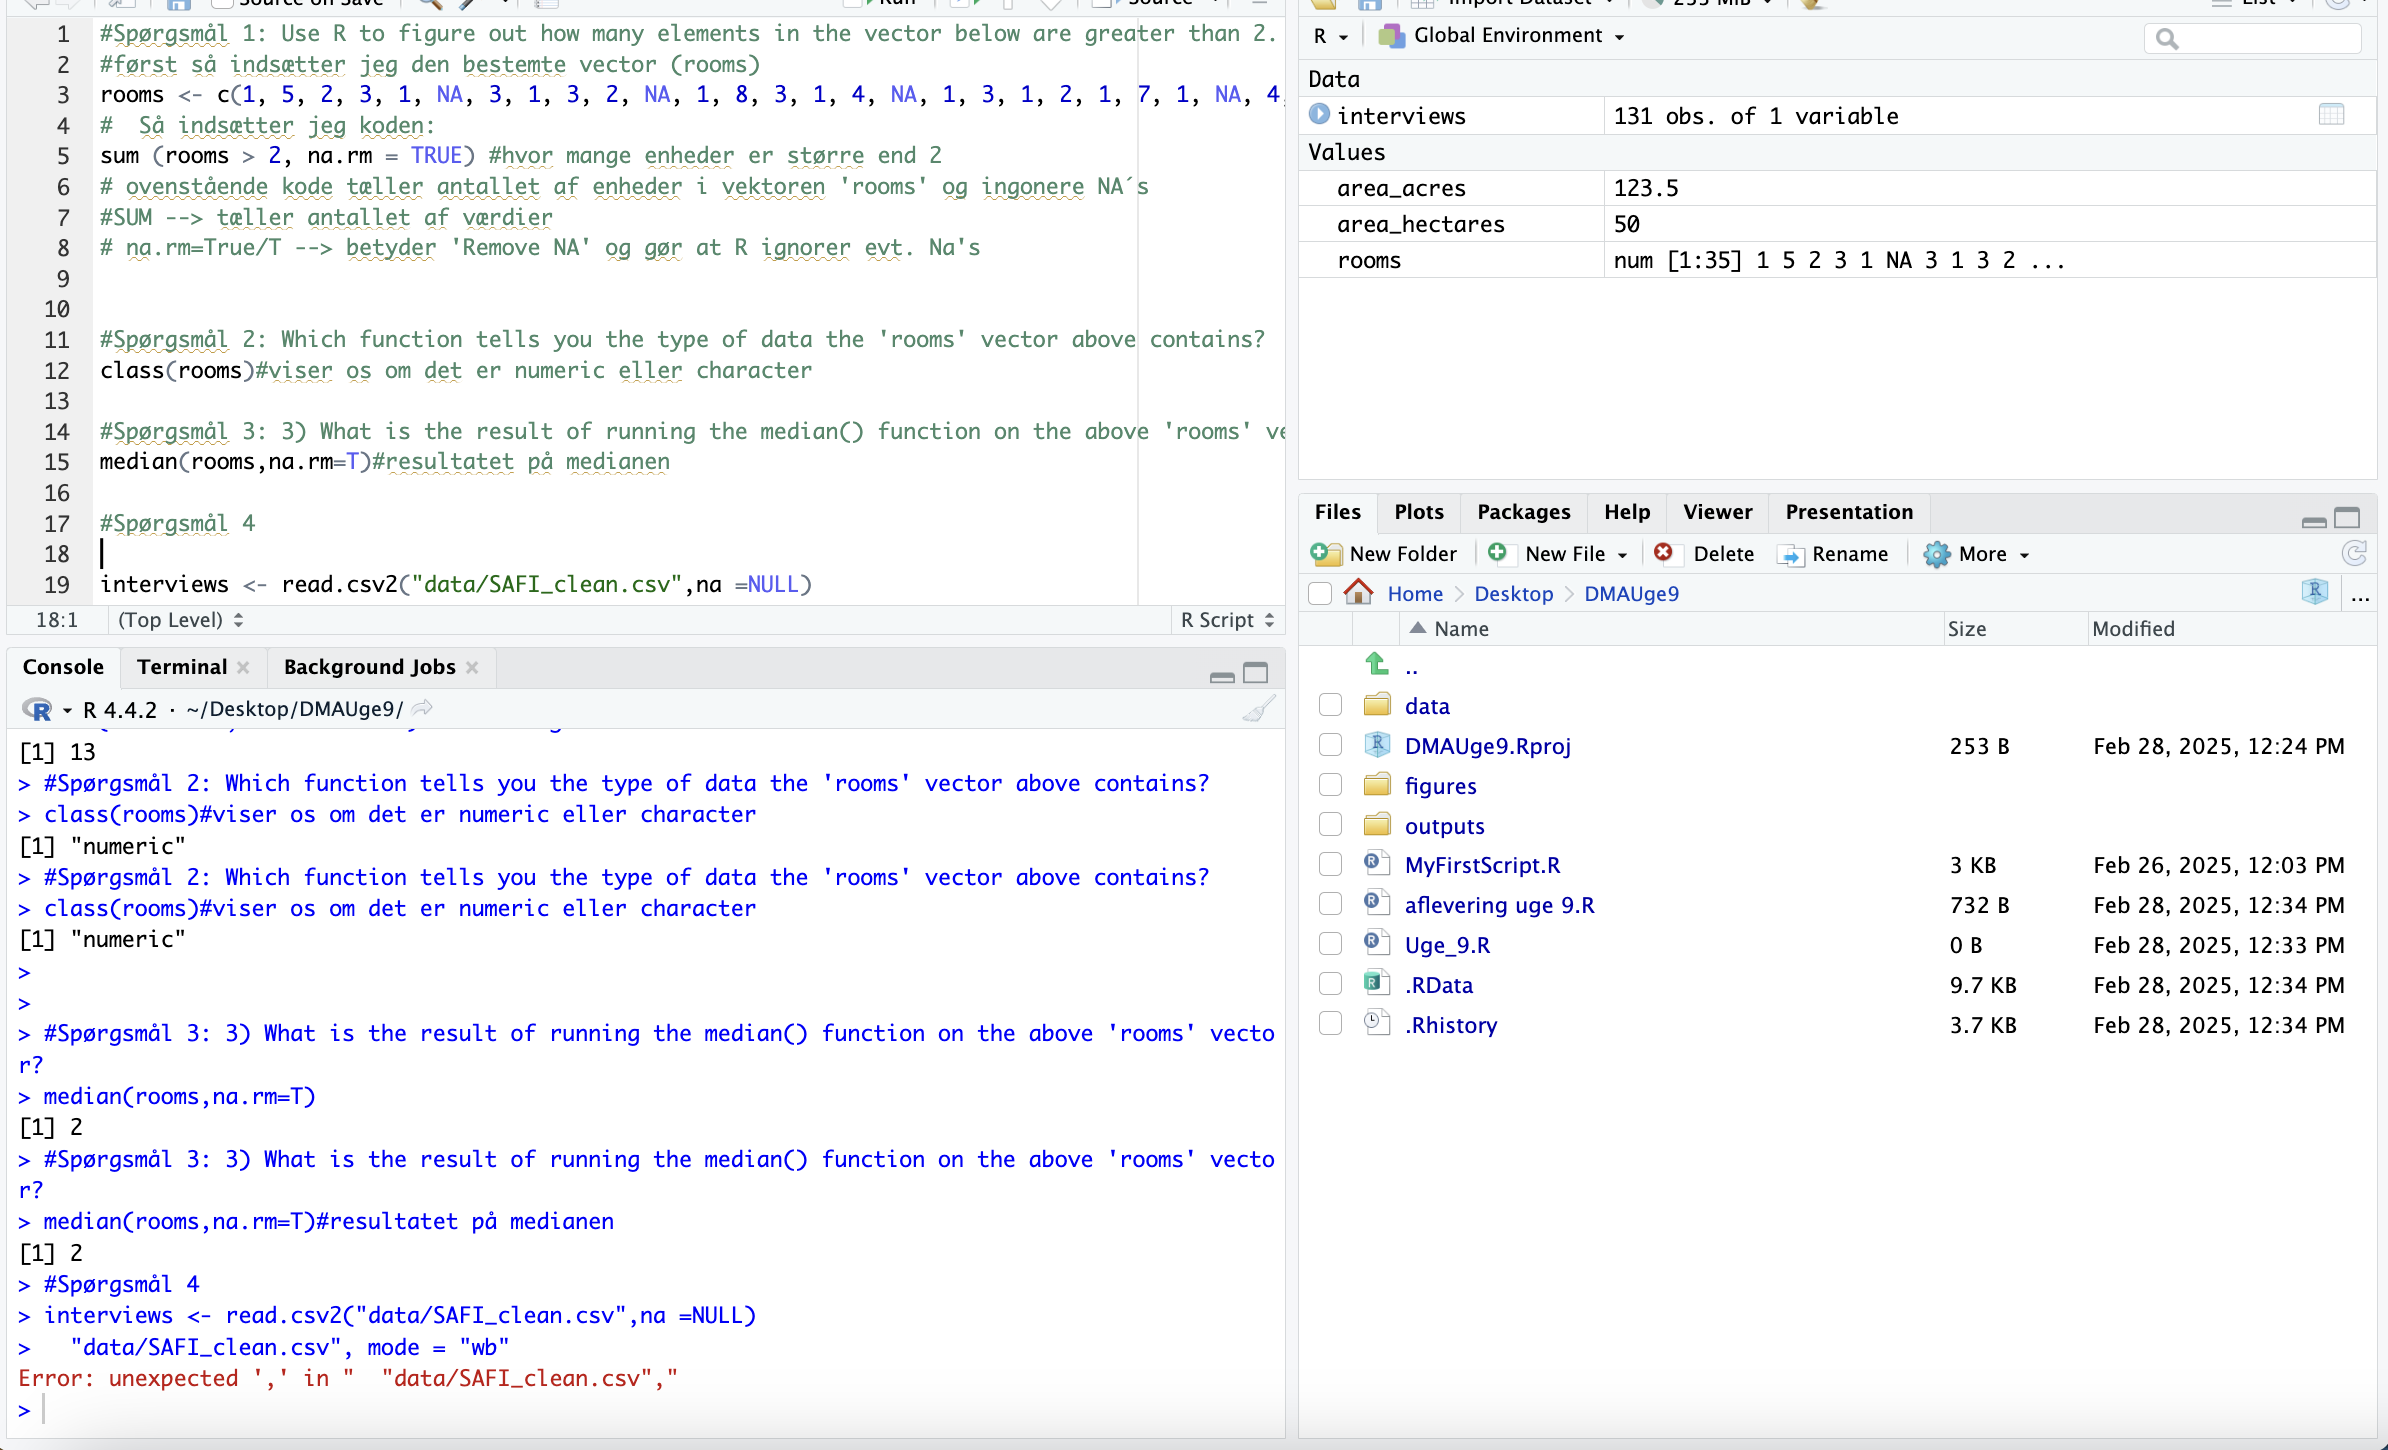 Source on Save
Run
Source
1 #Spørgsmål 1: Use R to figure out how many elements in the vector below are greater than 2.
2 #først så indsætter jeg den bestemte vector (rooms)
3 rooms <- c(1, 5, 2, 3, 1, NA, 3, 1, 3, 2, NA, 1, 8, 3, 1, 4, NA, 1, 3, 1, 2, 1, 7, 1, NA, 4,
4 #  Så indsætter jeg koden:
5 sum (rooms > 2, na.rm = TRUE) #hvor mange enheder er større end 2
6 # ovenstående kode tæller antallet af enheder i vektoren 'rooms' og ingonere NA´s
7 #SUM --> tæller antallet af værdier
8 # na.rm=True/T --> betyder 'Remove NA' og gør at R ignorer evt. Na's
9
10
11 #Spørgsmål 2: Which function tells you the type of data the 'rooms' vector above contains?
12 class(rooms)#viser os om det er numeric eller character
13
14 #Spørgsmål 3: 3) What is the result of running the median() function on the above 'rooms' ve
15 median(rooms,na.rm=T)#resultatet på medianen
16
17 #Spørgsmål 4
18
19 interviews <- read.csv2("data/SAFI_clean.csv",na =NULL)
18:1 (Top Level) R Script
Console Terminal Background Jobs
R 4.4.2 · ~/Desktop/DMAUge9/
[1] 13
> #Spørgsmål 2: Which function tells you the type of data the 'rooms' vector above contains?
> class(rooms)#viser os om det er numeric eller character
[1] "numeric"
> #Spørgsmål 2: Which function tells you the type of data the 'rooms' vector above contains?
> class(rooms)#viser os om det er numeric eller character
[1] "numeric"
>
>
> #Spørgsmål 3: 3) What is the result of running the median() function on the above 'rooms' vecto
r?
> median(rooms,na.rm=T)
[1] 2
> #Spørgsmål 3: 3) What is the result of running the median() function on the above 'rooms' vecto
r?
> median(rooms,na.rm=T)#resultatet på medianen
[1] 2
> #Spørgsmål 4
> interviews <- read.csv2("data/SAFI_clean.csv",na =NULL)
>   "data/SAFI_clean.csv", mode = "wb"
Error: unexpected ',' in "  "data/SAFI_clean.csv","
>
Import Dataset 253 MiB List
R Global Environment
Data
interviews 131 obs. of 1 variable
Values
area_acres 123.5
area_hectares 50
rooms num [1:35] 1 5 2 3 1 NA 3 1 3 2 ...
Files Plots Packages Help Viewer Presentation
New Folder New File Delete Rename More
Home Desktop DMAUge9 ...
Name Size Modified
..
data
DMAUge9.Rproj 253 B Feb 28, 2025, 12:24 PM
figures
outputs
MyFirstScript.R 3 KB Feb 26, 2025, 12:03 PM
aflevering uge 9.R 732 B Feb 28, 2025, 12:34 PM
Uge_9.R 0 B Feb 28, 2025, 12:33 PM
.RData 9.7 KB Feb 28, 2025, 12:34 PM
.Rhistory 3.7 KB Feb 28, 2025, 12:34 PM